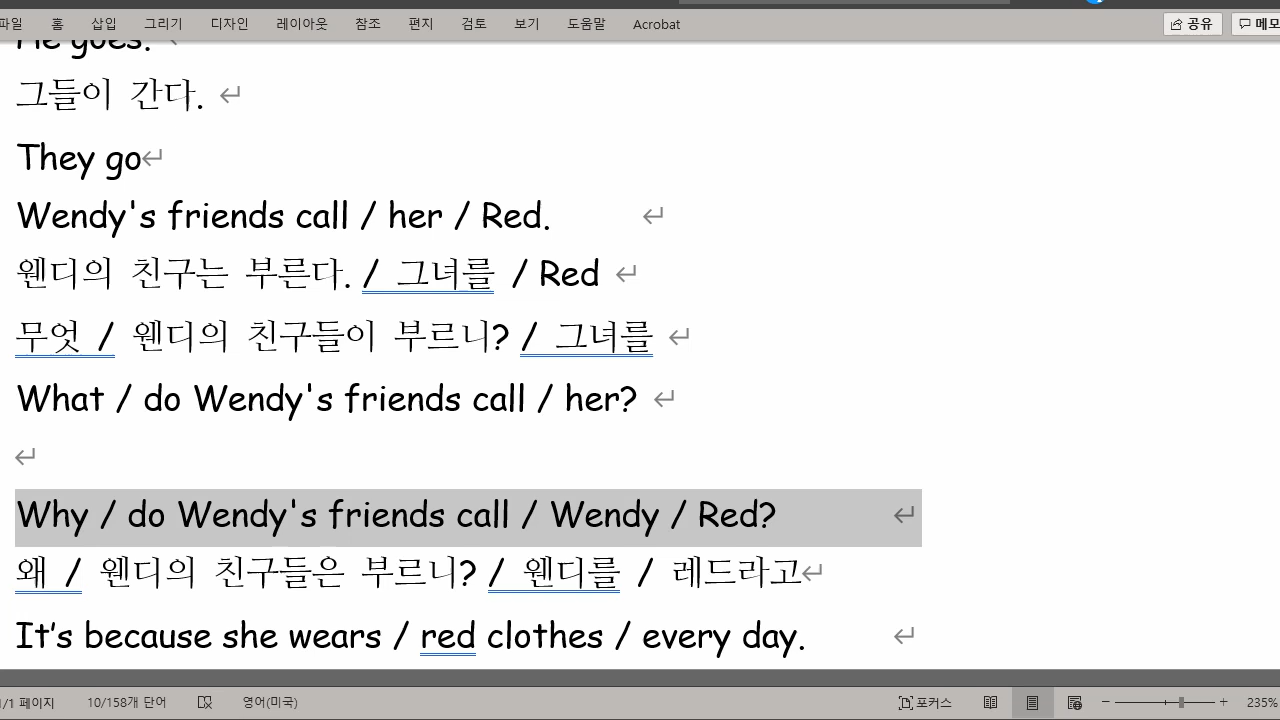 파일 홈 삽입 그리기 디자인 레이아웃 참조 편지 검토 보기 도움말 Acrobat 공유 메모
He goes.
그들이 간다.
They go
Wendy's friends call / her / Red.
웬디의 친구는 부른다. / 그녀를 / Red
무엇 / 웬디의 친구들이 부르니? / 그녀를
What / do Wendy's friends call / her?
Why / do Wendy's friends call / Wendy / Red?
왜 / 웬디의 친구들은 부르니? / 웬디를 / 레드라고
It's because she wears / red clothes / every day.
1/1 페이지 10/158개 단어 영어(미국) 포커스 235%